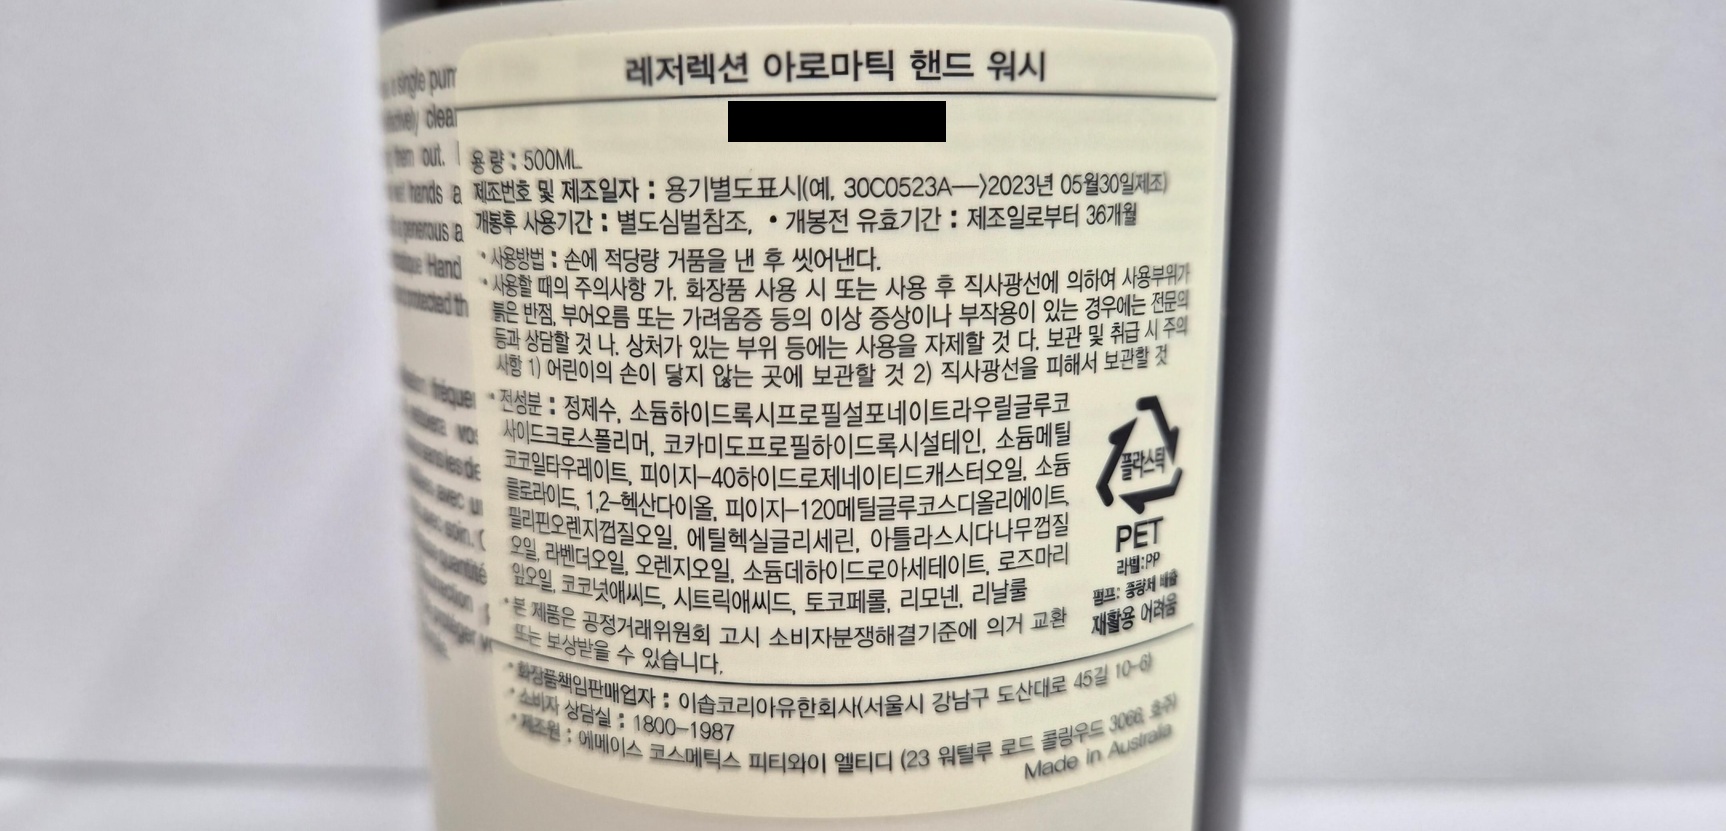 레저렉션 아로마틱 핸드 워시
용 량 : 500ML
제조번호 및 제조일자 : 용기별도표시(예, 30C0523A—>2023년 05월30일제조)
개봉후 사용기간 : 별도심벌참조, • 개봉전 유효기간 : 제조일로부터 36개월
• 사용방법 : 손에 적당량 거품을 낸 후 씻어낸다.
• 사용할 때의 주의사항 가. 화장품 사용 시 또는 사용 후 직사광선에 의하여 사용부위가
붉은 반점, 부어오름 또는 가려움증 등의 이상 증상이나 부작용이 있는 경우에는 전문의
등과 상담할 것 나. 상처가 있는 부위 등에는 사용을 자제할 것 다. 보관 및 취급 시 주의
사항 1) 어린이의 손이 닿지 않는 곳에 보관할 것 2) 직사광선을 피해서 보관할 것
• 전성분 : 정제수, 소듐하이드록시프로필설포네이트라우릴글루코
사이드크로스폴리머, 코카미도프로필하이드록시설테인, 소듐메틸
코코일타우레이트, 피이지-40하이드로제네이티드캐스터오일, 소듐
클로라이드, 1,2-헥산다이올, 피이지-120메틸글루코스디올리에이트,
필리핀오렌지껍질오일, 에틸헥실글리세린, 아틀라스시다나무껍질
오일, 라벤더오일, 오렌지오일, 소듐데하이드로아세테이트, 로즈마리
잎오일, 코코넛애씨드, 시트릭애씨드, 토코페롤, 리모넨, 리날룰
• 본 제품은 공정거래위원회 고시 소비자분쟁해결기준에 의거 교환
또는 보상받을 수 있습니다.
플라스틱
PET
라벨:PP
펌프: 종량제 배출
재활용 어려움
• 화장품책임판매업자 : 이솝코리아유한회사(서울시 강남구 도산대로 45길 10-6)
• 소비자 상담실 : 1800-1987
• 제조원 : 에메이스 코스메틱스 피티와이 엘티디 (23 워털루 로드 콜링우드 3066, 호주)
Made in Australia
single
out.
hands a
generous a
Hand
protected th
avec
soin.